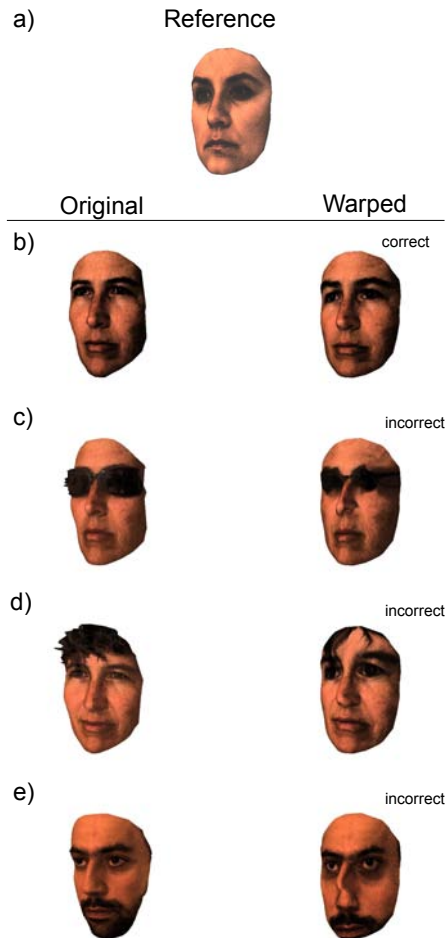 a) Reference
Original Warped
b) correct
c) incorrect
d) incorrect
e) incorrect